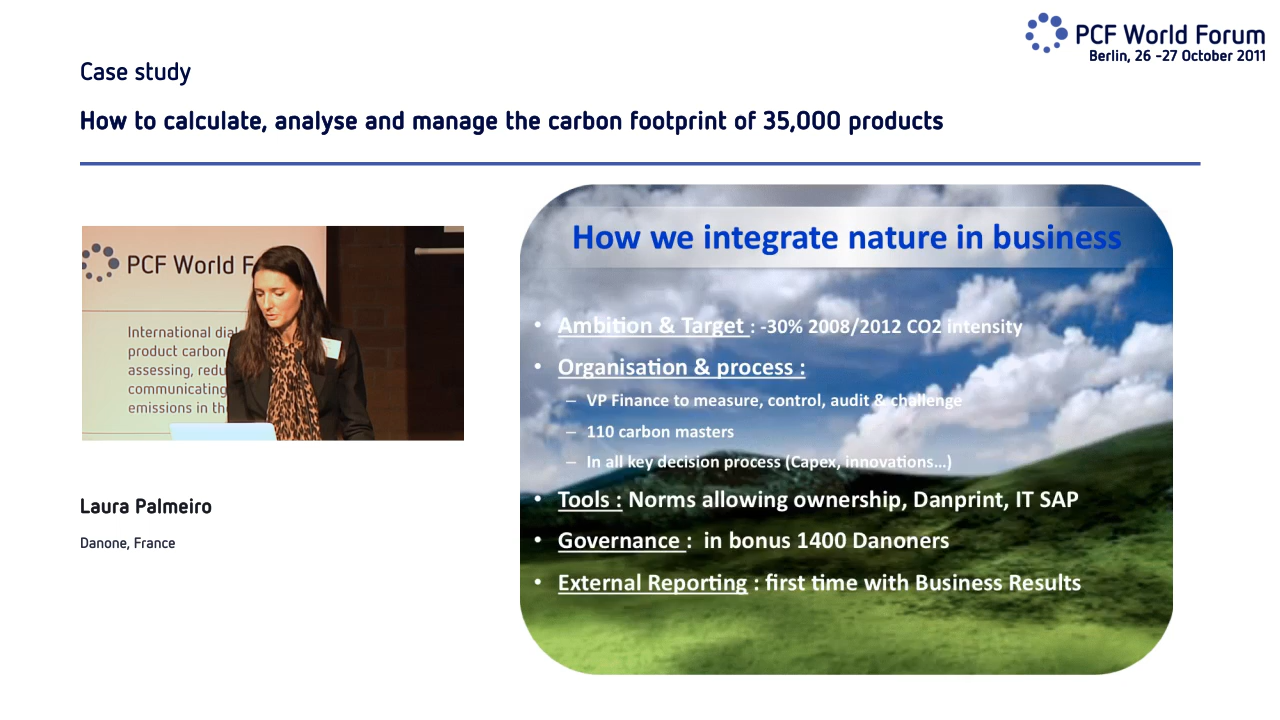 PCF World Forum
Berlin, 26 -27 October 2011
Case study
How to calculate, analyse and manage the carbon footprint of 35,000 products
PCF World F
International dial
product carbon
assessing, redu
communicating
emissions in th
Laura Palmeiro
Danone, France
How we integrate nature in business
• Ambition & Target : -30% 2008/2012 CO2 intensity
• Organisation & process :
– VP Finance to measure, control, audit & challenge
– 110 carbon masters
– In all key decision process (Capex, innovations...)
• Tools : Norms allowing ownership, Danprint, IT SAP
• Governance : in bonus 1400 Danoners
• External Reporting : first time with Business Results